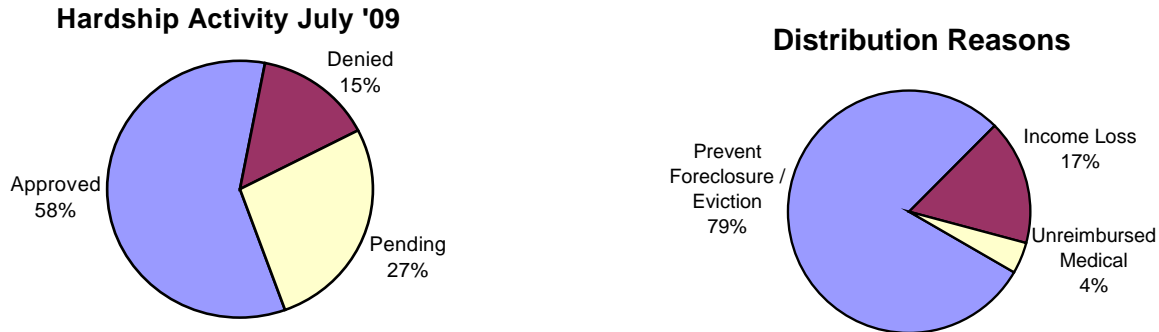 Hardship Activity July '09
Denied
15%
Approved
58%
Pending
27%
Distribution Reasons
Prevent
Foreclosure /
Eviction
79%
Income Loss
17%
Unreimbursed
Medical
4%